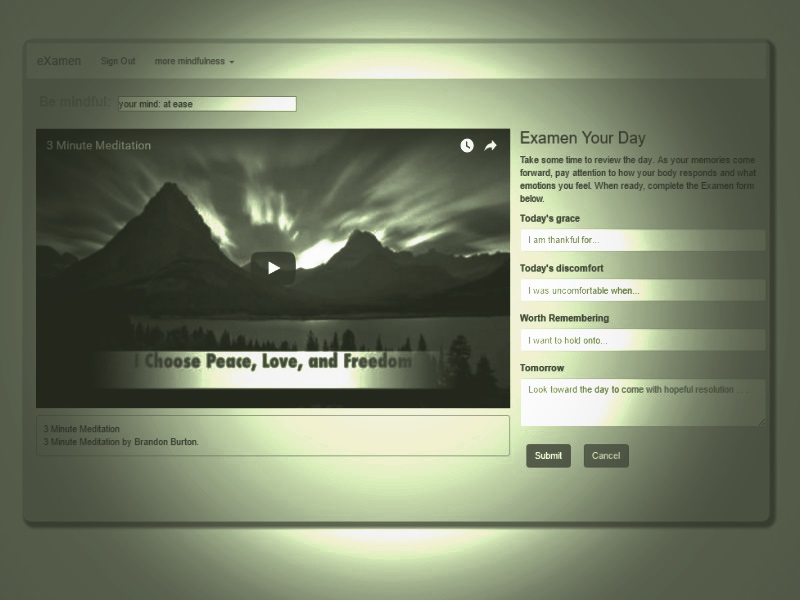 eXamen Sign Out more mindfulness
Be mindful: your mind: at ease
3 Minute Meditation
I Choose Peace, Love, and Freedom
3 Minute Meditation
3 Minute Meditation by Brandon Burton.
Examen Your Day
Take some time to review the day. As your memories come
forward, pay attention to how your body responds and what
emotions you feel. When ready, complete the Examen form
below.
Today's grace
I am thankful for...
Today's discomfort
I was uncomfortable when...
Worth Remembering
I want to hold onto...
Tomorrow
Look toward the day to come with hopeful resolution . . .
Submit Cancel